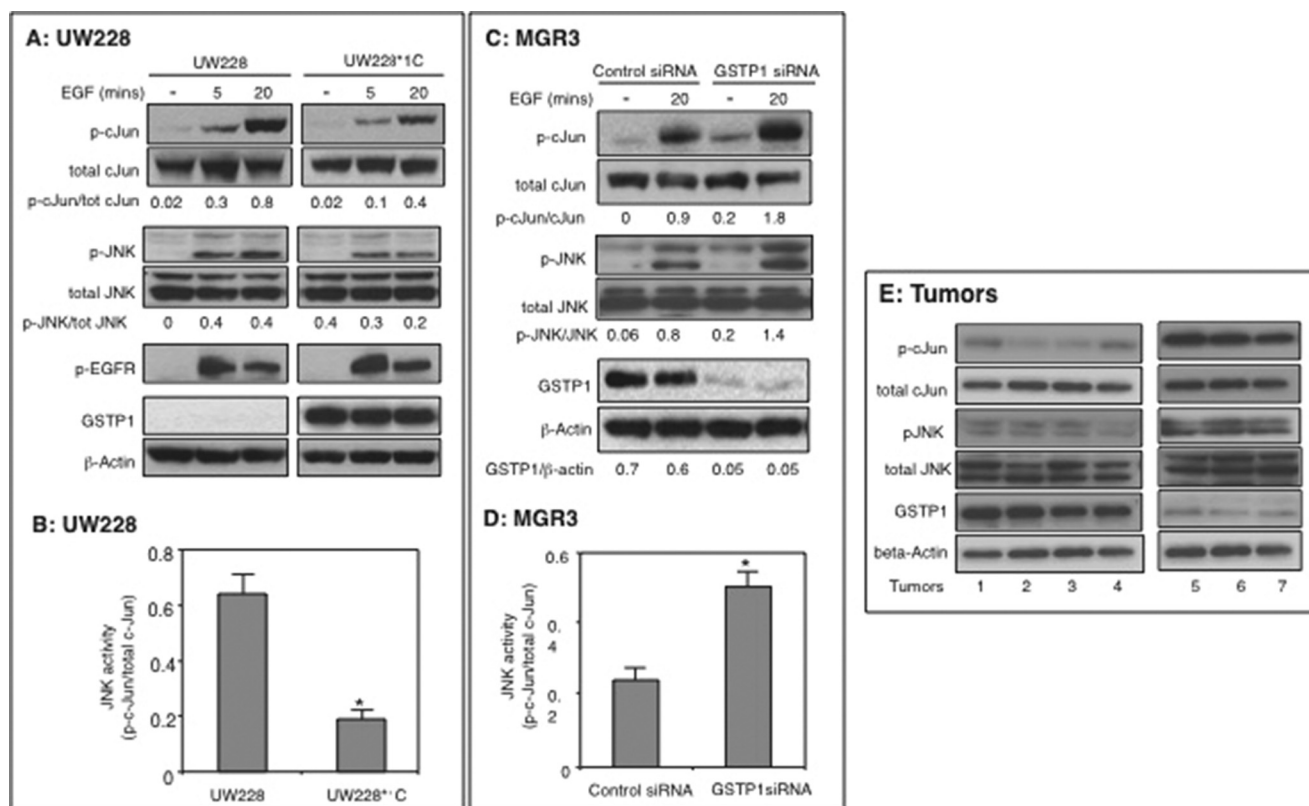 A: UW228
UW228 UW228*1C
EGF (mins) - 5 20 - 5 20
p-cJun
total cJun
p-cJun/tot cJun 0.02 0.3 0.8 0.02 0.1 0.4
p-JNK
total JNK
p-JNK/tot JNK 0 0.4 0.4 0.4 0.3 0.2
p-EGFR
GSTP1
β-Actin
B: UW228
JNK activity
(p-c-Jun/total c-Jun)
0.8
0.6
0.4
0.2
0
UW228 UW228*1C
C: MGR3
Control siRNA GSTP1 siRNA
EGF (mins) - 20 - 20
p-cJun
total cJun
p-cJun/cJun 0 0.9 0.2 1.8
p-JNK
total JNK
p-JNK/JNK 0.06 0.8 0.2 1.4
GSTP1
β-Actin
GSTP1/β-actin 0.7 0.6 0.05 0.05
D: MGR3
JNK activity
(p-c-Jun/total c-Jun)
0.6
0.
4
0.
2
0
*
Control siRNA GSTP1siRNA
E: Tumors
p-cJun
total cJun
pJNK
total JNK
GSTP1
beta-Actin
Tumors 1 2 3 4 5 6 7